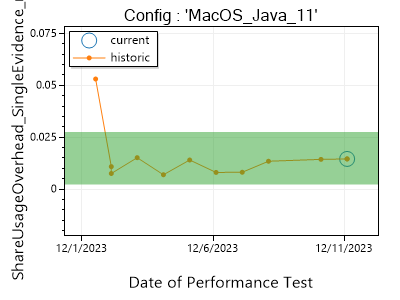 Config : 'MacOS_Java_11'
ShareUsageOverhead_SingleEvidence_
current
historic
0.075
0.05
0.025
0
12/1/2023
12/6/2023
12/11/2023
Date of Performance Test